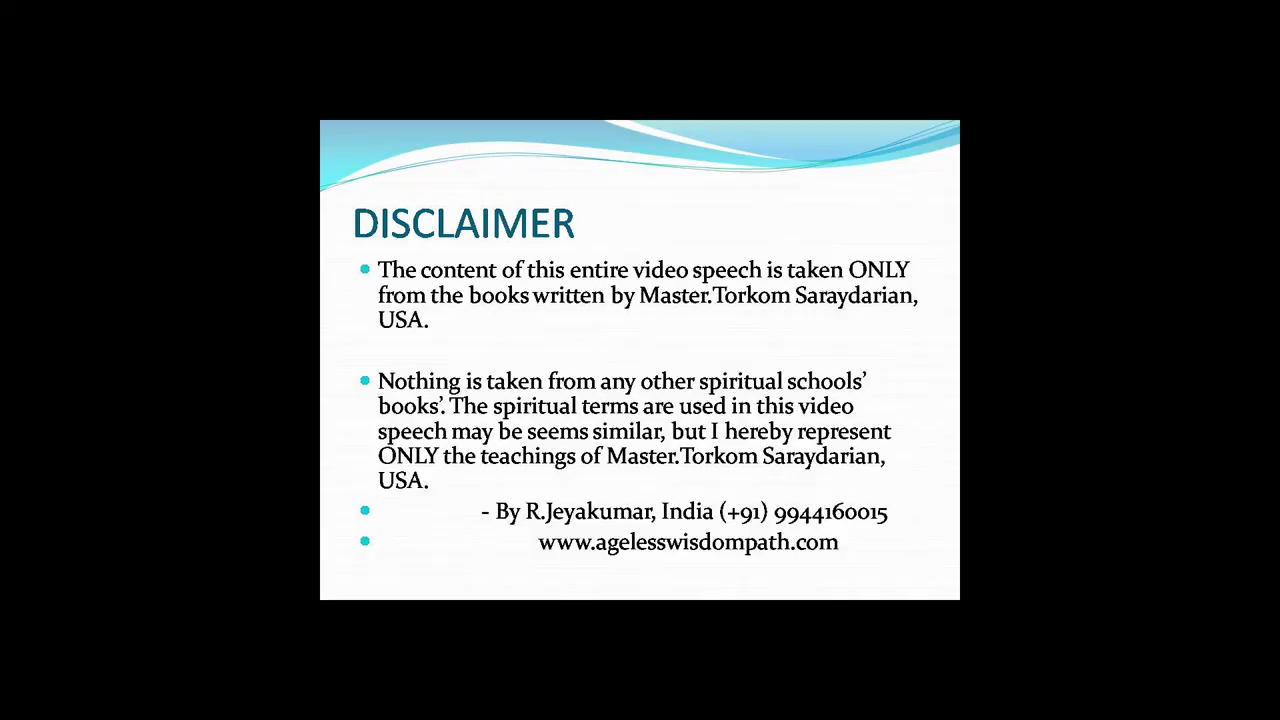 DISCLAIMER
The content of this entire video speech is taken ONLY
from the books written by Master.Torkom Saraydarian,
USA.
Nothing is taken from any other spiritual schools’
books’. The spiritual terms are used in this video
speech may be seems similar, but I hereby represent
ONLY the teachings of Master.Torkom Saraydarian,
USA.
- By R.Jeyakumar, India (+91) 9944160015
www.agelesswisdompath.com